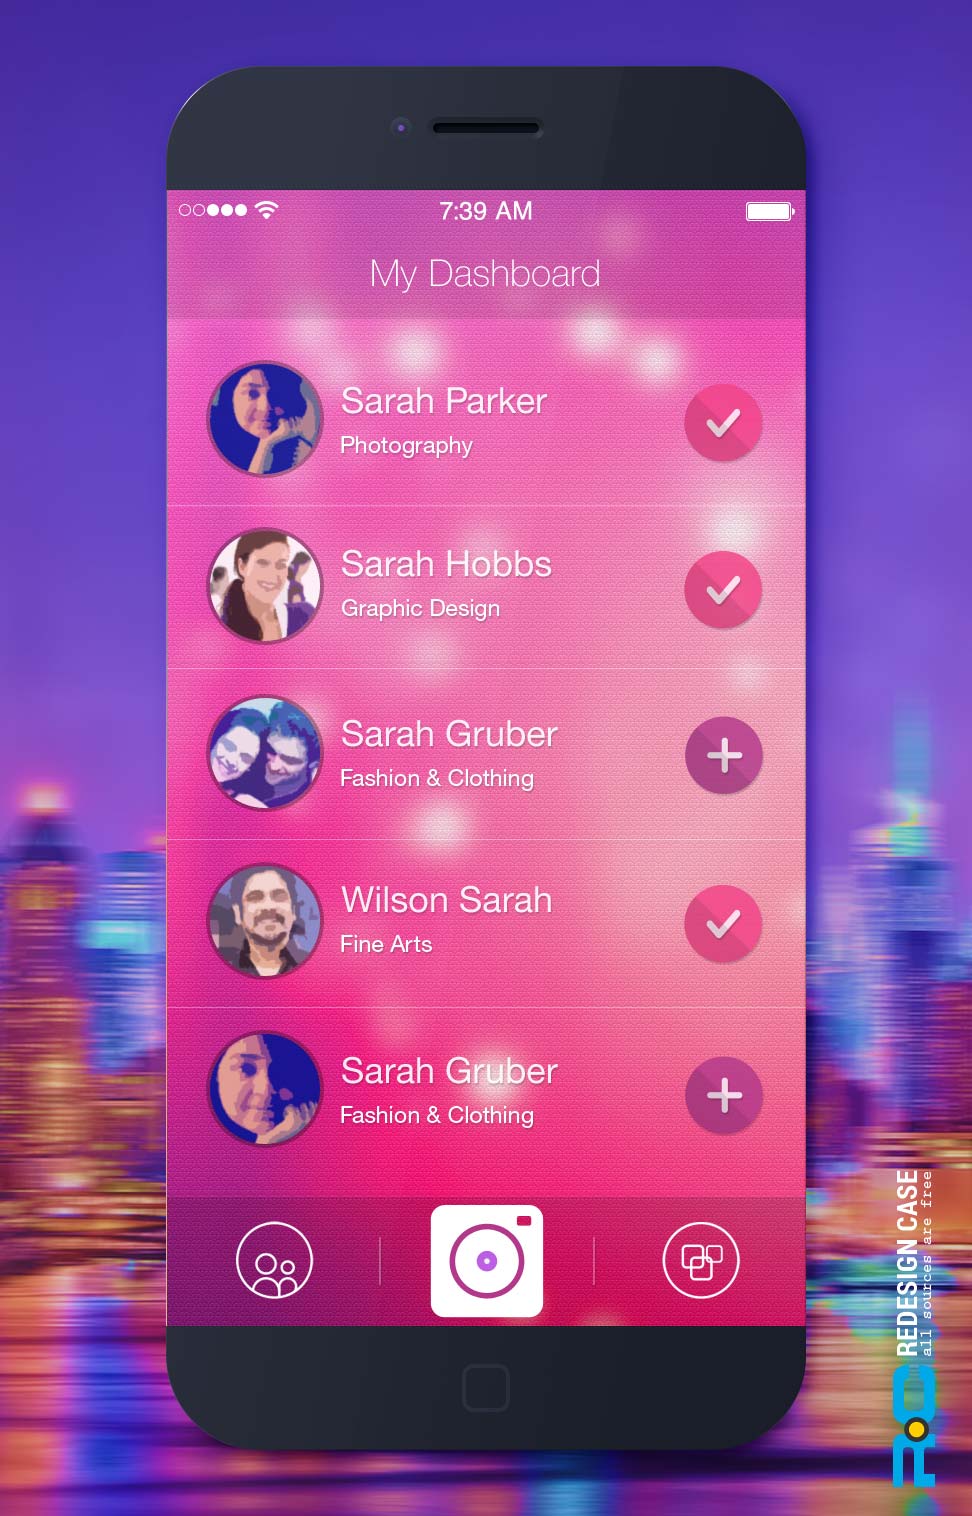 7:39 AM
My Dashboard
Sarah Parker
Photography
Sarah Hobbs
Graphic Design
Sarah Gruber
Fashion & Clothing
Wilson Sarah
Fine Arts
Sarah Gruber
Fashion & Clothing
RC REDESIGN CASE
all sources are free